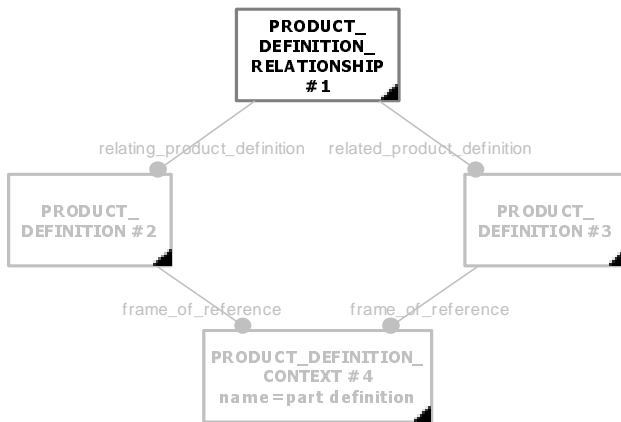 PRODUCT_
DEFINITION_
RELATIONSHIP
#1
relating_product_definition
related_product_definition
PRODUCT_
DEFINITION #2
PRODUCT_
DEFINITION #3
frame_of_reference
frame_of_reference
PRODUCT_DEFINITION_
CONTEXT #4
name=part definition